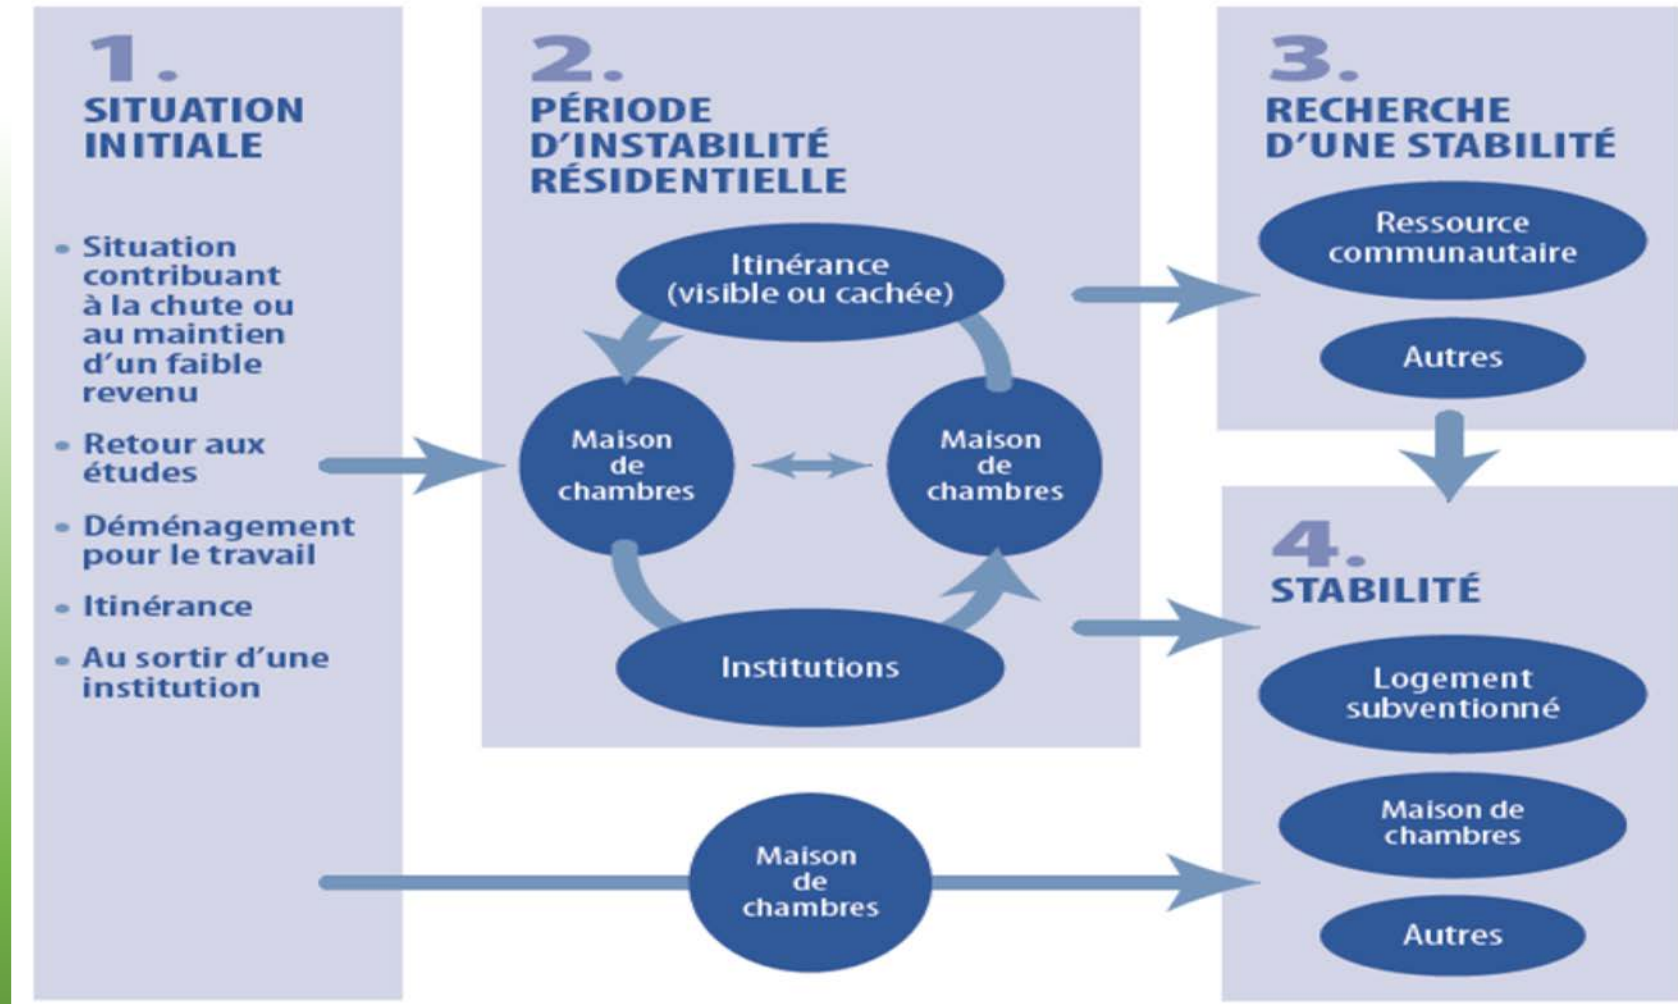 1.
SITUATION
INITIALE
• Situation
contribuant
à la chute ou
au maintien
d'un faible
revenu
• Retour aux
études
• Déménagement
pour le travail
• Itinérance
• Au sortir d'une
institution
2.
PÉRIODE
D'INSTABILITÉ
RÉSIDENTIELLE
Itinérance
(visible ou cachée)
Maison
de
chambres
Maison
de
chambres
Institutions
Maison
de
chambres
3.
RECHERCHE
D'UNE STABILITÉ
Ressource
communautaire
Autres
4.
STABILITÉ
Logement
subventionné
Maison de
chambres
Autres